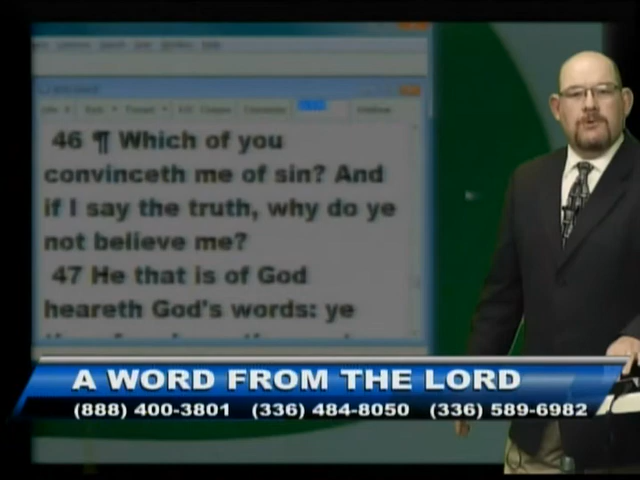 46 ¶ Which of you
convinceth me of sin? And
if I say the truth, why do ye
not believe me?
47 He that is of God
heareth God's words: ye
A WORD FROM THE LORD
(888) 400-3801 (336) 484-8050 (336) 589-6982